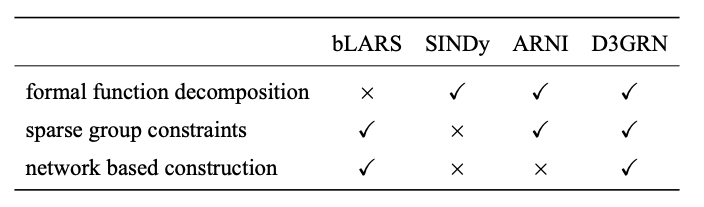 bLARS SINDy ARNI D3GRN
formal function decomposition × ✓ ✓ ✓
sparse group constraints ✓ × ✓ ✓
network based construction ✓ × × ✓